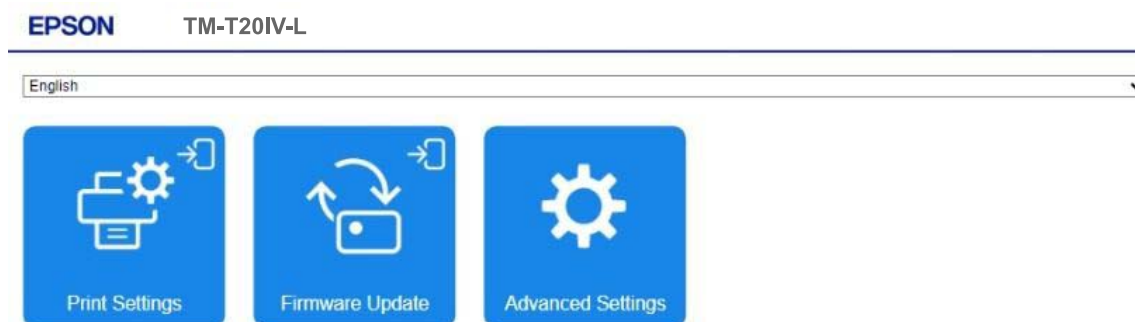 EPSON TM-T20IV-L
English
Print Settings Firmware Update Advanced Settings